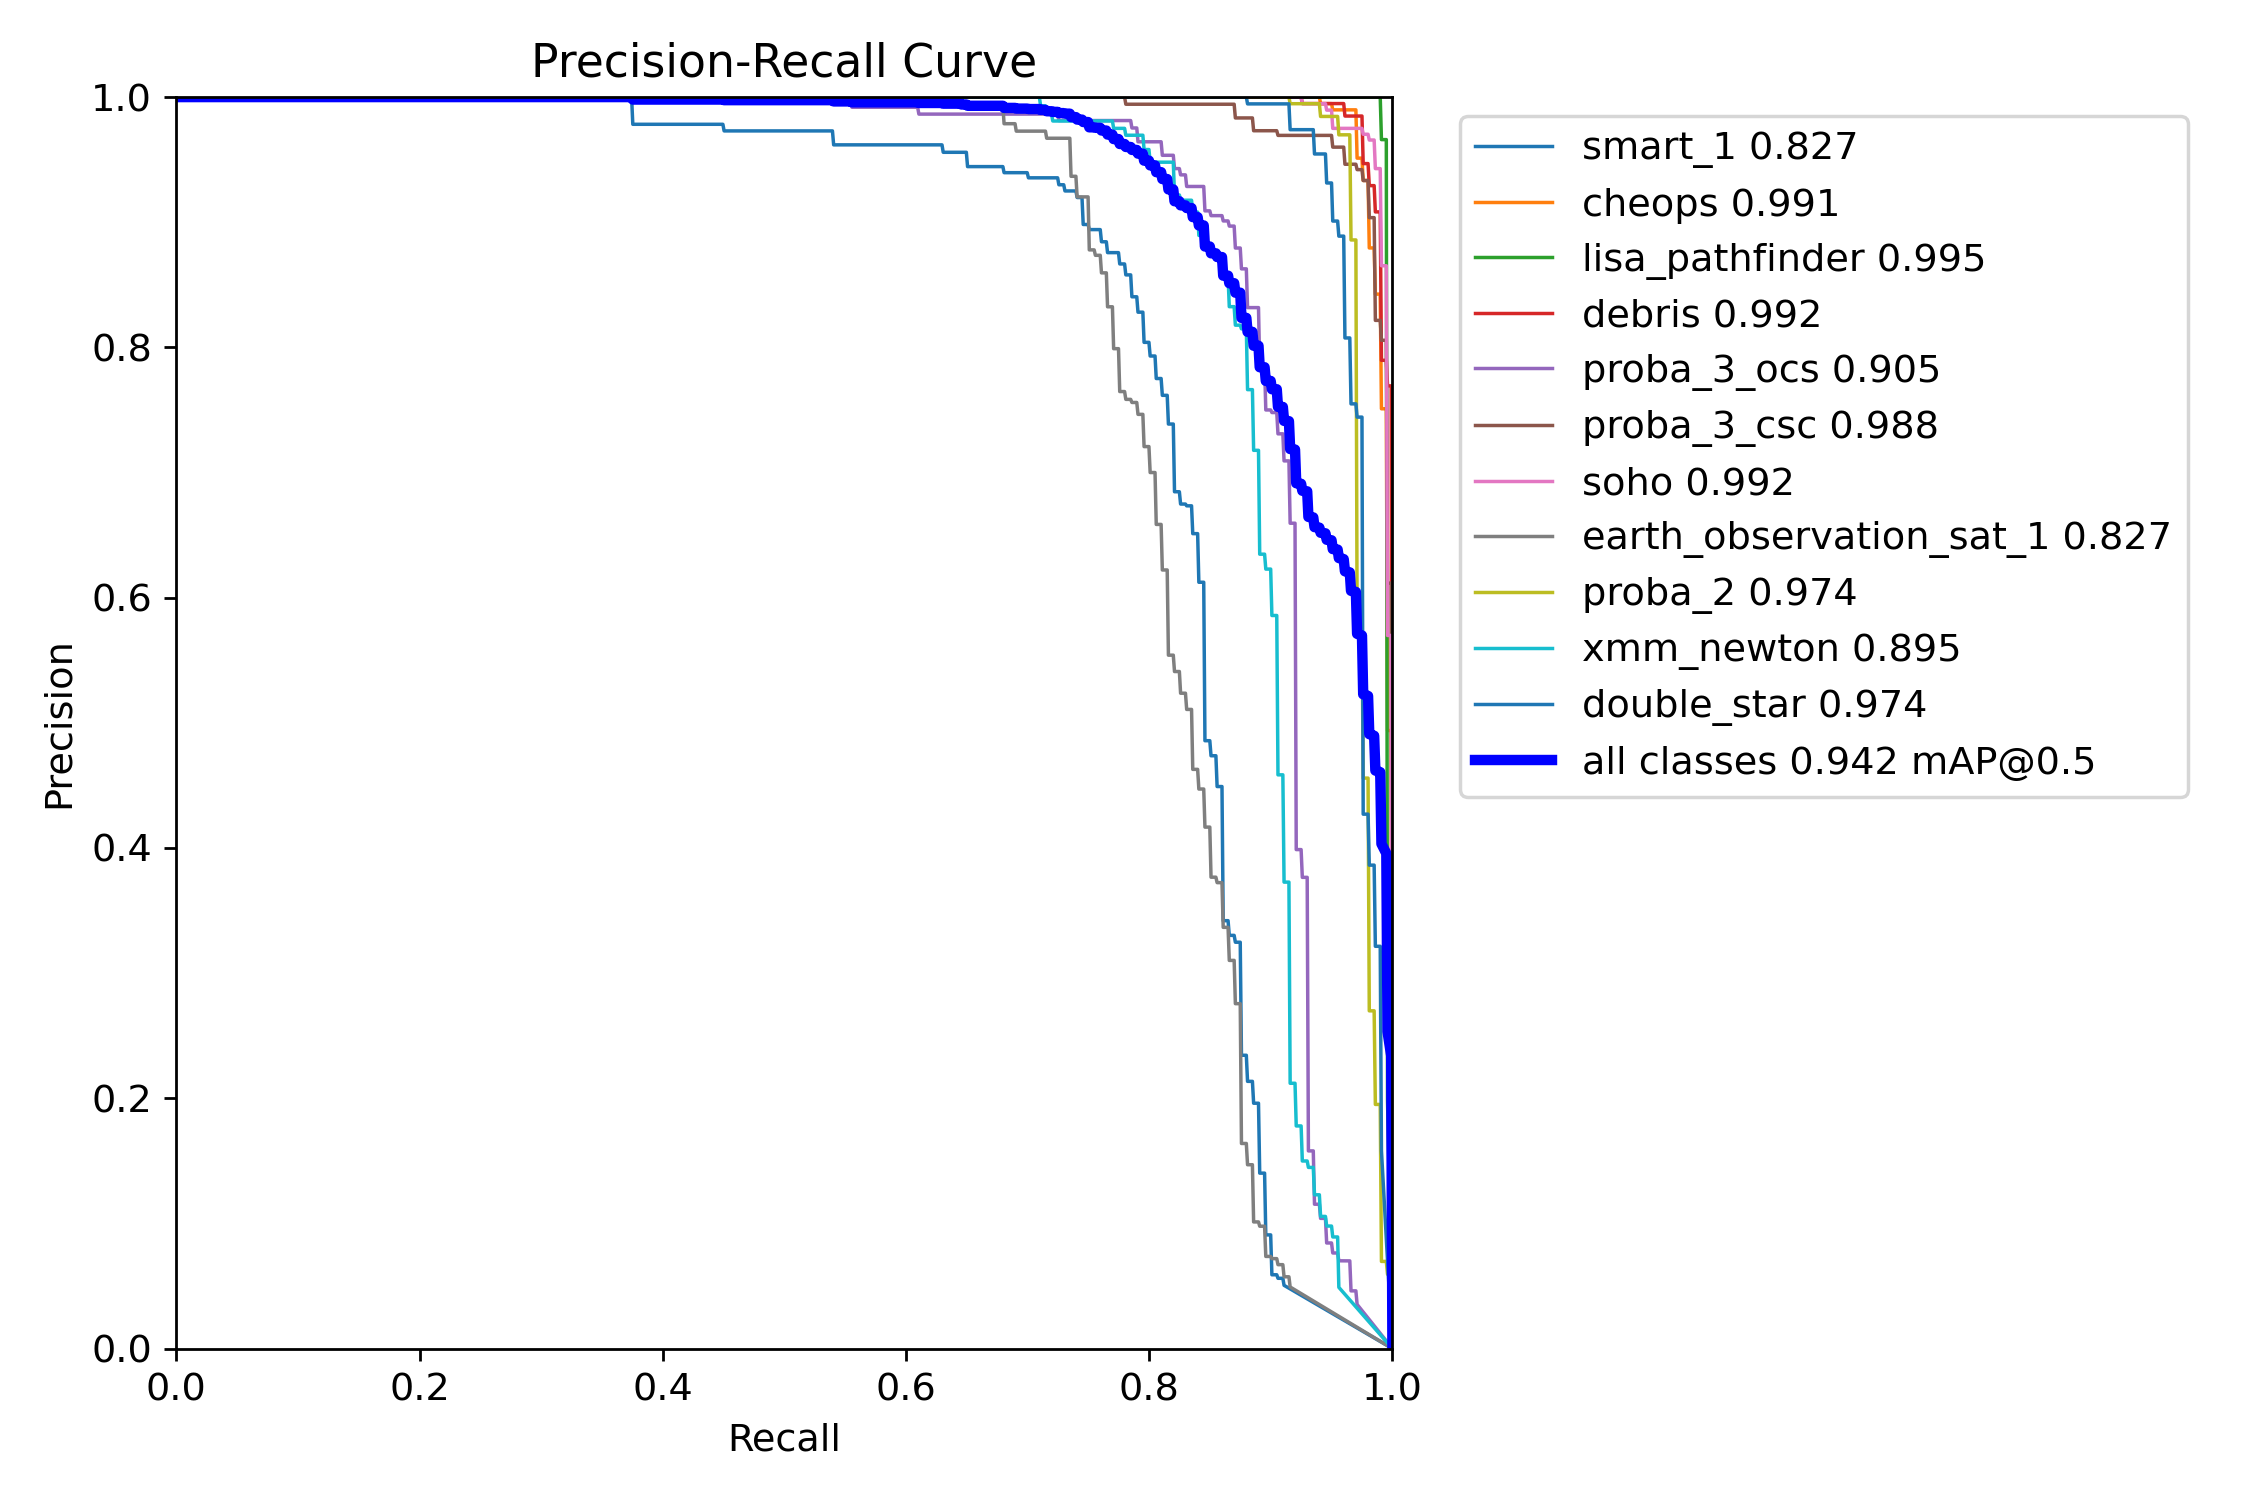 Precision-Recall Curve
1.0
0.8
0.6
0.4
0.2
0.0
Precision
0.0 0.2 0.4 0.6 0.8 1.0
Recall
smart_1 0.827
cheops 0.991
lisa_pathfinder 0.995
debris 0.992
proba_3_ocs 0.905
proba_3_csc 0.988
soho 0.992
earth_observation_sat_1 0.827
proba_2 0.974
xmm_newton 0.895
double_star 0.974
all classes 0.942 mAP@0.5